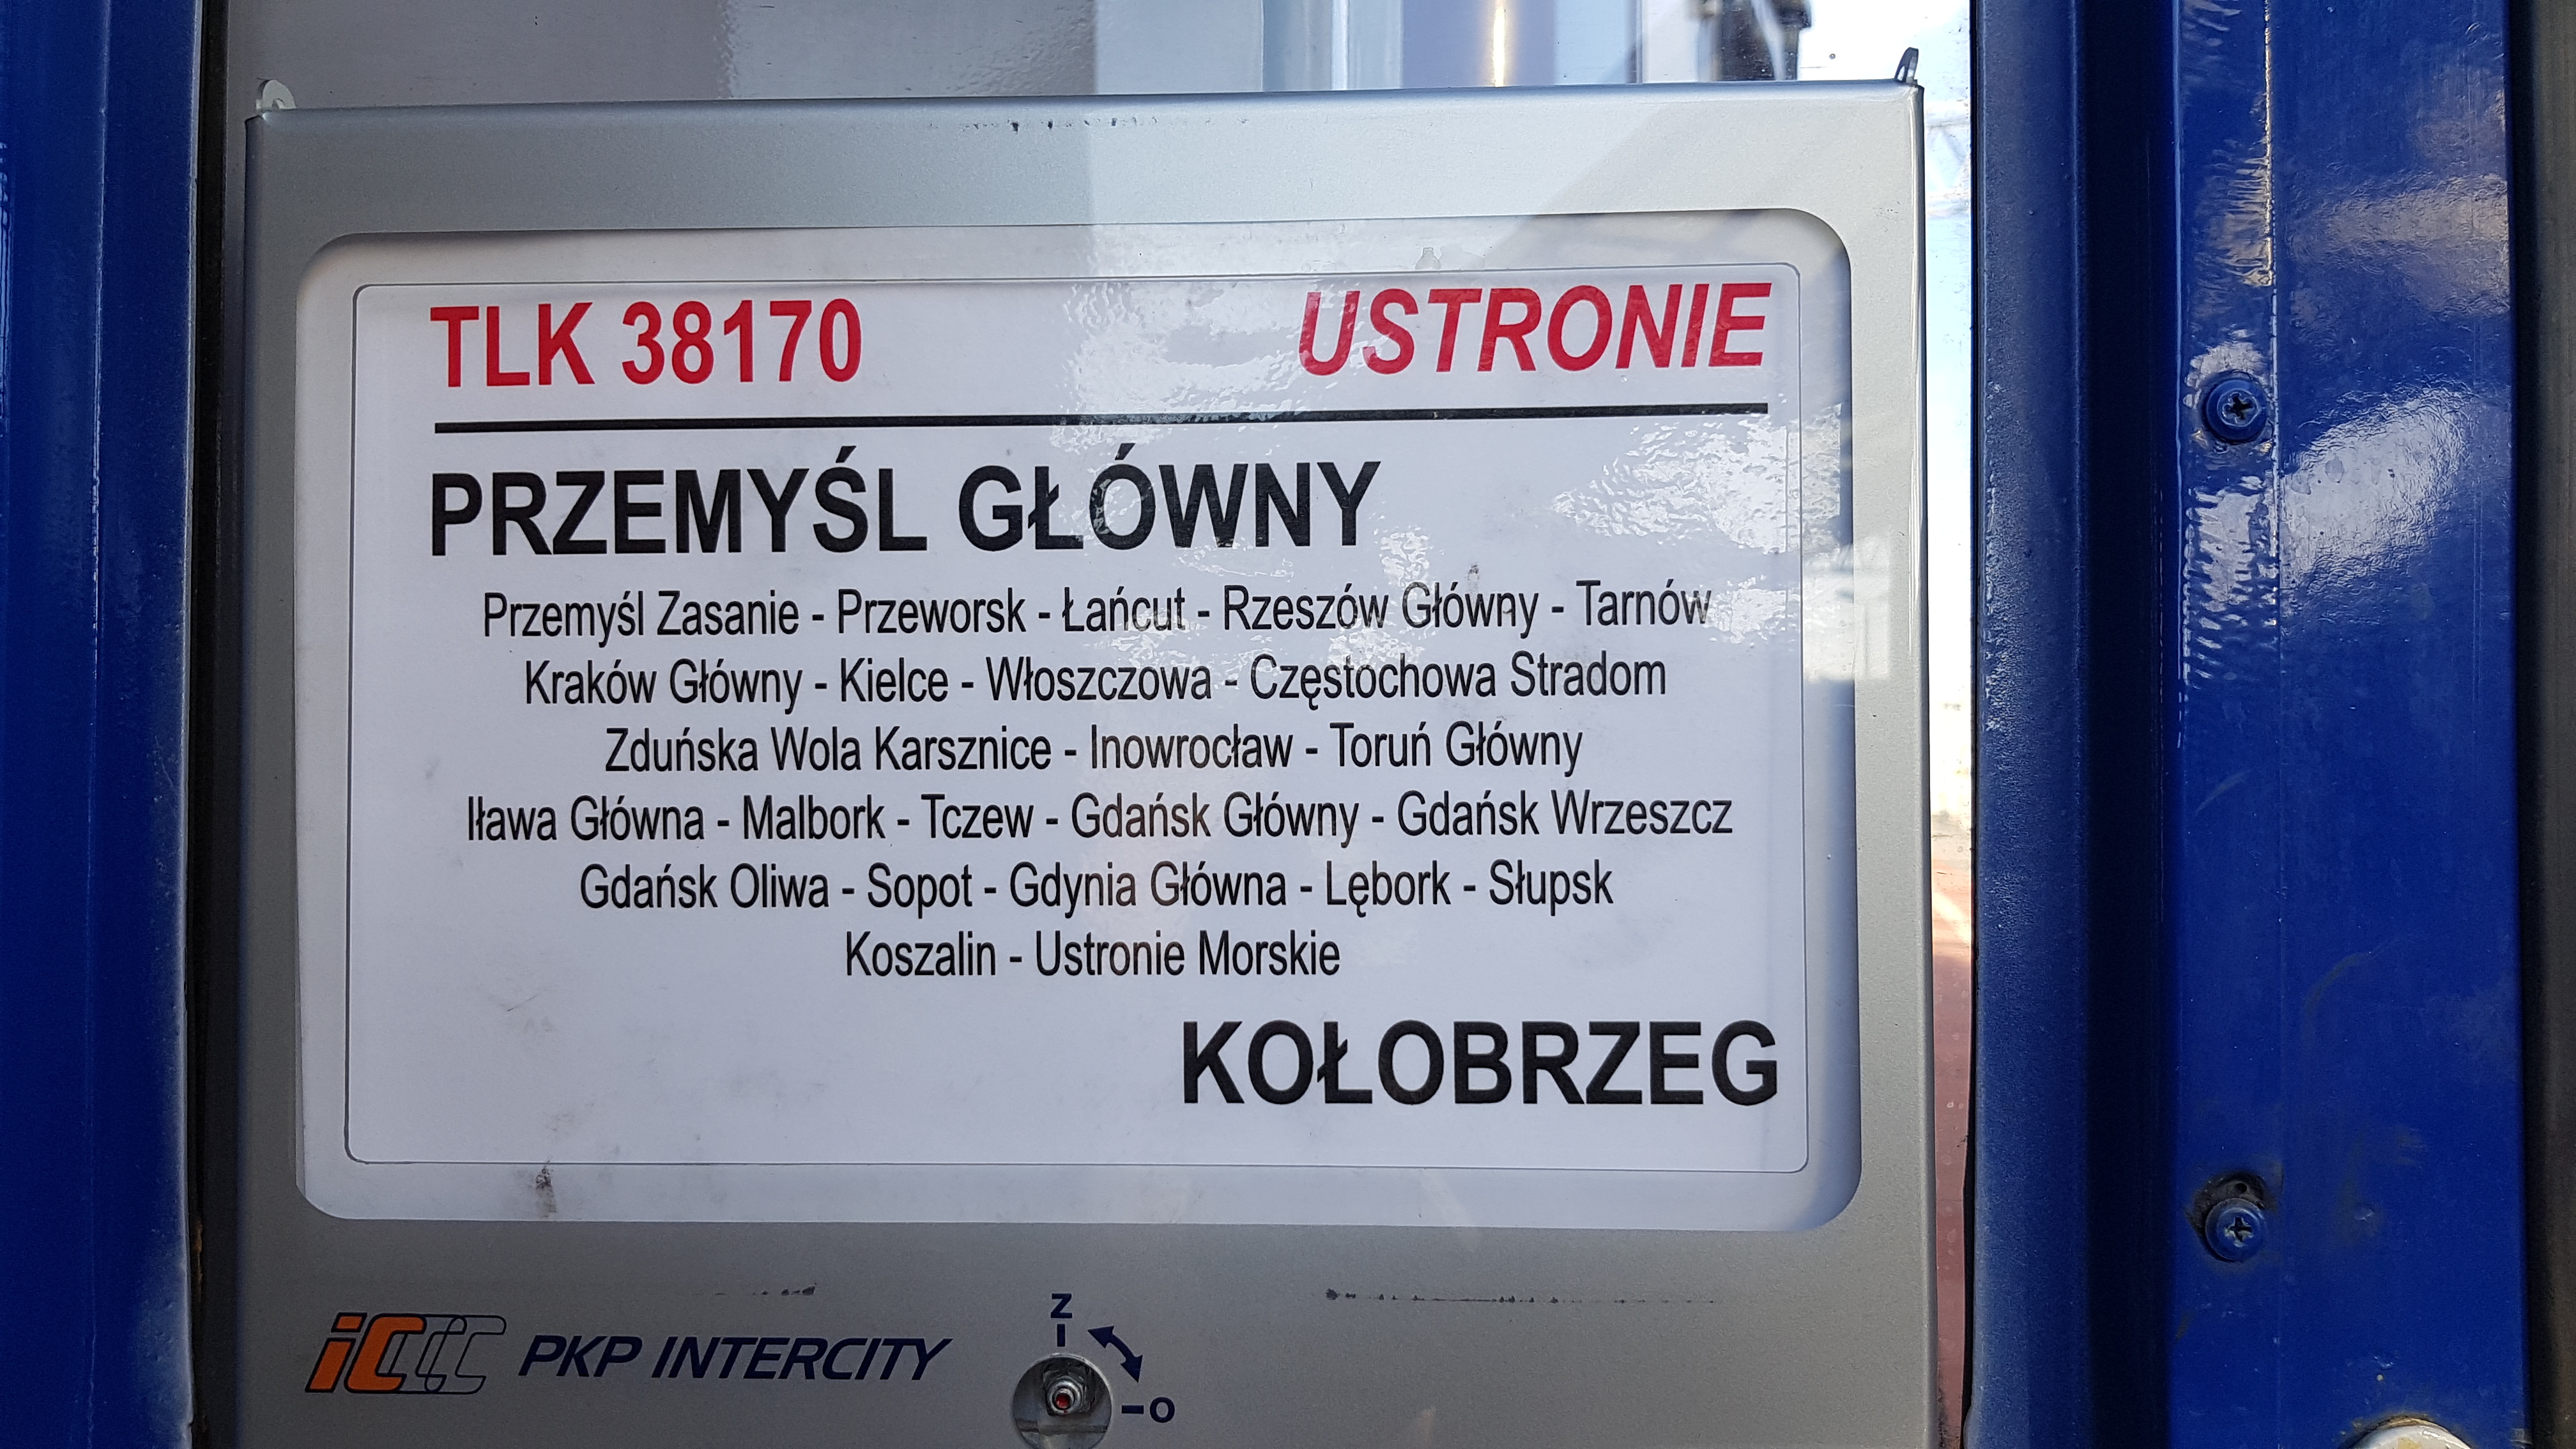 TLK 38170 USTRONIE
PRZEMYŚL GŁÓWNY
Przemyśl Zasanie - Przeworsk - Łańcut - Rzeszów Główny - Tarnów
Kraków Główny - Kielce - Włoszczowa - Częstochowa Stradom
Zduńska Wola Karsznice - Inowrocław - Toruń Główny
Iława Główna - Malbork - Tczew - Gdańsk Główny - Gdańsk Wrzeszcz
Gdańsk Oliwa - Sopot - Gdynia Główna - Lębork - Słupsk
Koszalin - Ustronie Morskie
KOŁOBRZEG
Z
iC PKP INTERCITY
O